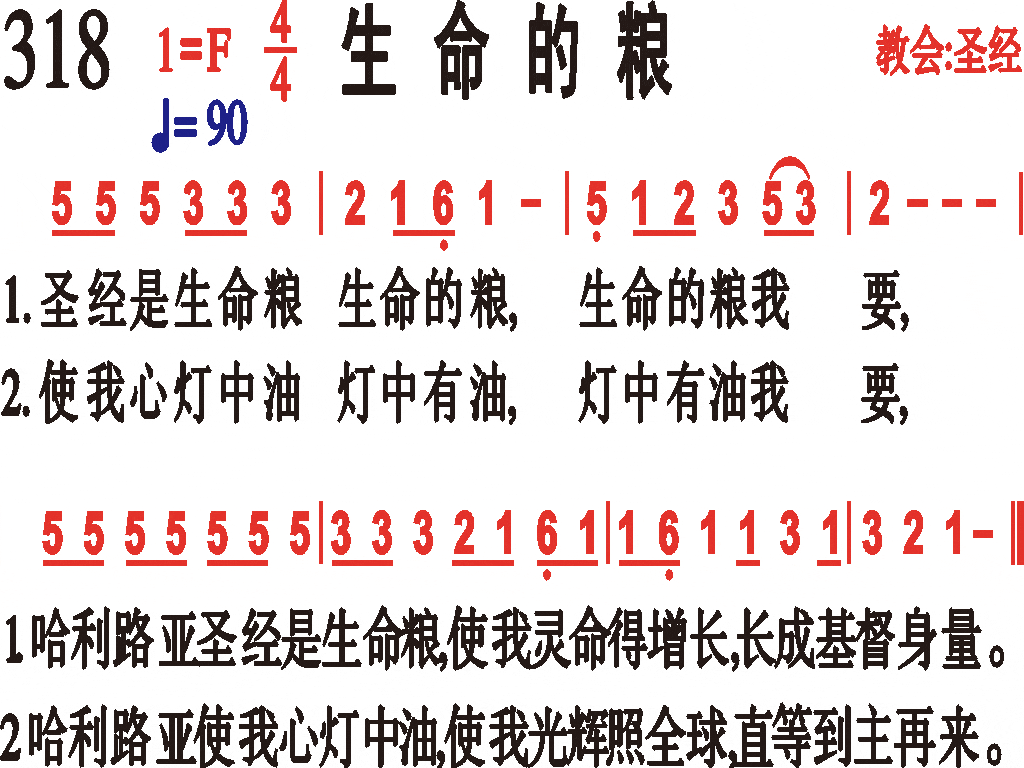 318 1=F 4/4 生命的粮 教会:圣经
♩=90
5 5 5 3 3 3 | 2 1 6 1 - | 5 1 2 3 5 3 | 2 - - - |
1.圣经是生命粮 生命的粮, 生命的粮我 要,
2.使我心灯中油 灯中有油, 灯中有油我 要,
5 5 5 5 5 5 5 | 3 3 3 2 1 6 1 | 1 6 1 1 3 1 | 3 2 1 - ‖
1哈利路亚圣经是生命粮,使我灵命得增长,长成基督身量。
2哈利路亚使我心灯中油,使我光辉照全球,直等到主再来。